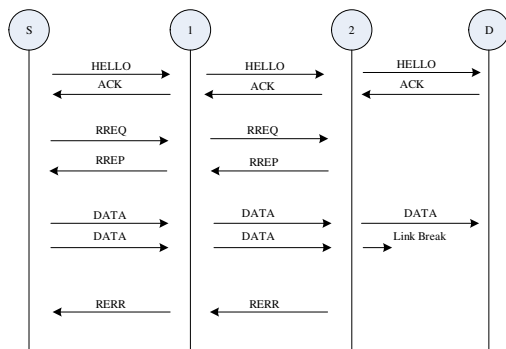 S 1 2 D
HELLO HELLO HELLO
ACK ACK ACK
RREQ RREQ
RREP RREP
DATA DATA DATA
DATA DATA Link Break
RERR RERR